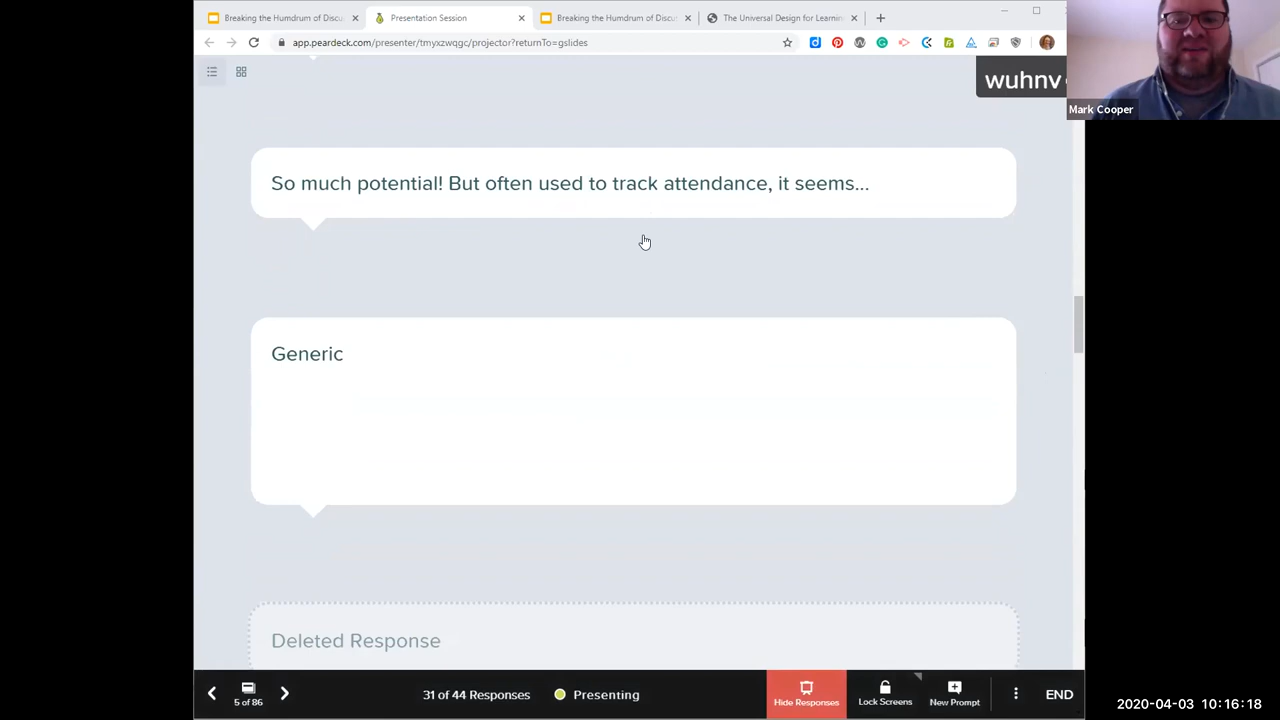 Breaking the Humdrum of Discu
Presentation Session
Breaking the Humdrum of Discu
The Universal Design for Learnin
app.peardeck.com/presenter/tmyxzwqgc/projector?returnTo=gslides
wuhnv
Mark Cooper
So much potential! But often used to track attendance, it seems...
Generic
Deleted Response
5 of 86
31 of 44 Responses
Presenting
Hide Responses
Lock Screens
New Prompt
END
2020-04-03 10:16:18